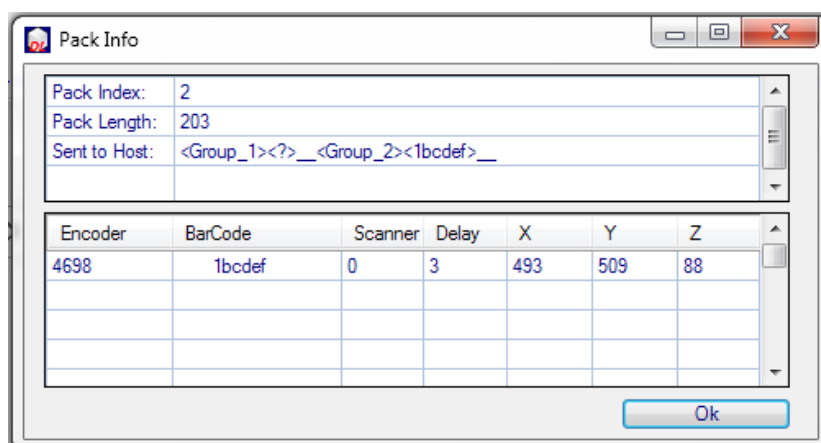 Pack Info
Pack Index: 2
Pack Length: 203
Sent to Host: <Group_1><?>__<Group_2><1bcdef>__
Encoder BarCode Scanner Delay X Y Z
4698 1bcdef 0 3 493 509 88
Ok